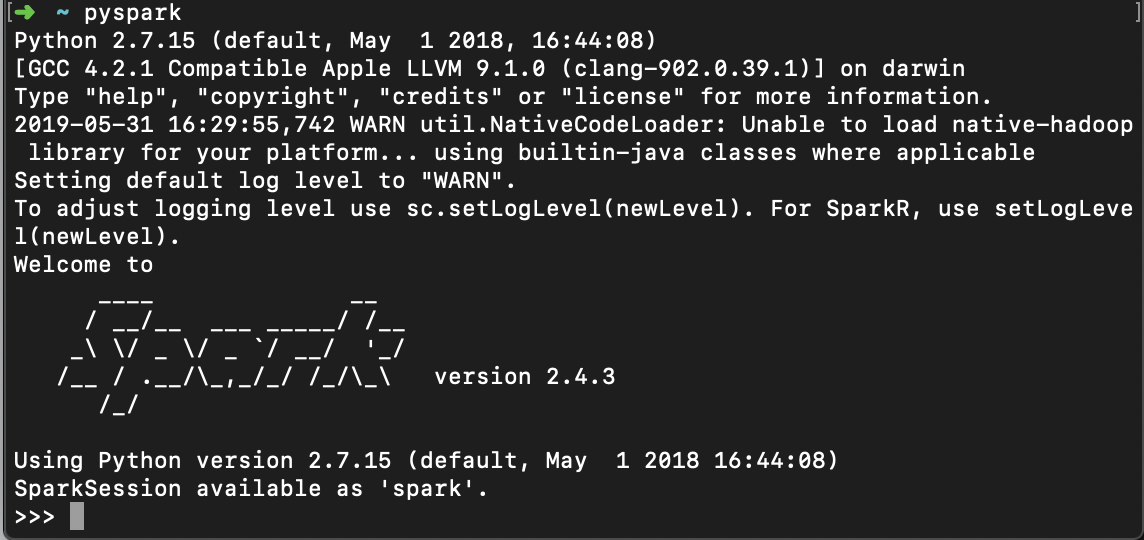 [➜  ~ pyspark ]
Python 2.7.15 (default, May  1 2018, 16:44:08)
[GCC 4.2.1 Compatible Apple LLVM 9.1.0 (clang-902.0.39.1)] on darwin
Type "help", "copyright", "credits" or "license" for more information.
2019-05-31 16:29:55,742 WARN util.NativeCodeLoader: Unable to load native-hadoop
 library for your platform... using builtin-java classes where applicable
Setting default log level to "WARN".
To adjust logging level use sc.setLogLevel(newLevel). For SparkR, use setLogLeve
l(newLevel).
Welcome to
      ____              __
     / __/__  ___ _____/ /__
    _\ \/ _ \/ _ `/ __/  '_/
   /__ / .__/\_,_/_/ /_/\_\   version 2.4.3
      /_/

Using Python version 2.7.15 (default, May  1 2018 16:44:08)
SparkSession available as 'spark'.
>>>